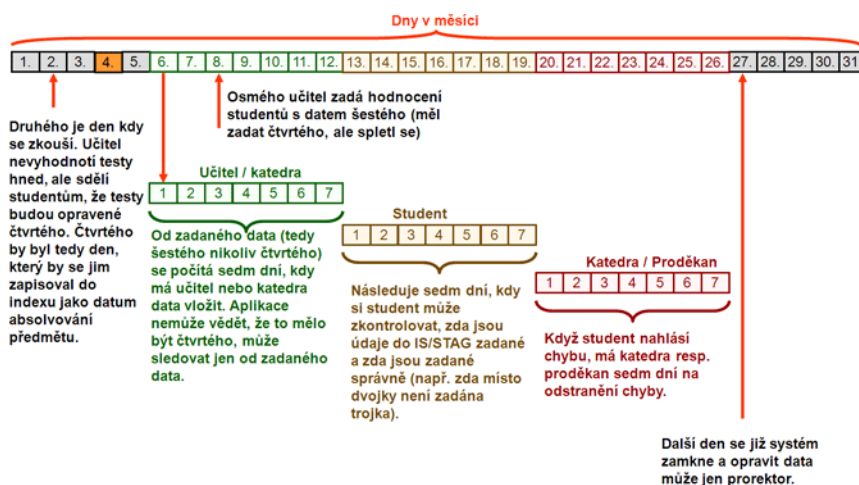 Dny v měsíci
1. 2. 3. 4. 5. 6. 7. 8. 9. 10. 11. 12. 13. 14. 15. 16. 17. 18. 19. 20. 21. 22. 23. 24. 25. 26. 27. 28. 29. 30. 31.
Osmého učitel zadá hodnocení
studentů s datem šestého (měl
zadat čtvrtého, ale spletl se)
Druhého je den kdy
se zkouší. Učitel
nevyhodnotí testy
hned, ale sdělí
studentům, že testy
budou opravené
čtvrtého. Čtvrtého
by byl tedy den,
který by se jim
zapisoval do
indexu jako datum
absolvování
předmětu.
Učitel / katedra
1 2 3 4 5 6 7
Od zadaného data (tedy
šestého nikoliv čtvrtého)
se počítá sedm dní, kdy
má učitel nebo katedra
data vložit. Aplikace
nemůže vědět, že to mělo
být čtvrtého, může
sledovat jen od zadaného
data.
Student
1 2 3 4 5 6 7
Následuje sedm dní, kdy
si student může
zkontrolovat, zda jsou
údaje do IS/STAG zadané
a zda jsou zadané
správně (např. zda místo
dvojky není zadána
trojka).
Katedra / Proděkan
1 2 3 4 5 6 7
Když student nahlásí
chybu, má katedra resp.
proděkan sedm dní na
odstranění chyby.
Další den se již systém
zamkne a opravit data
může jen prorektor.